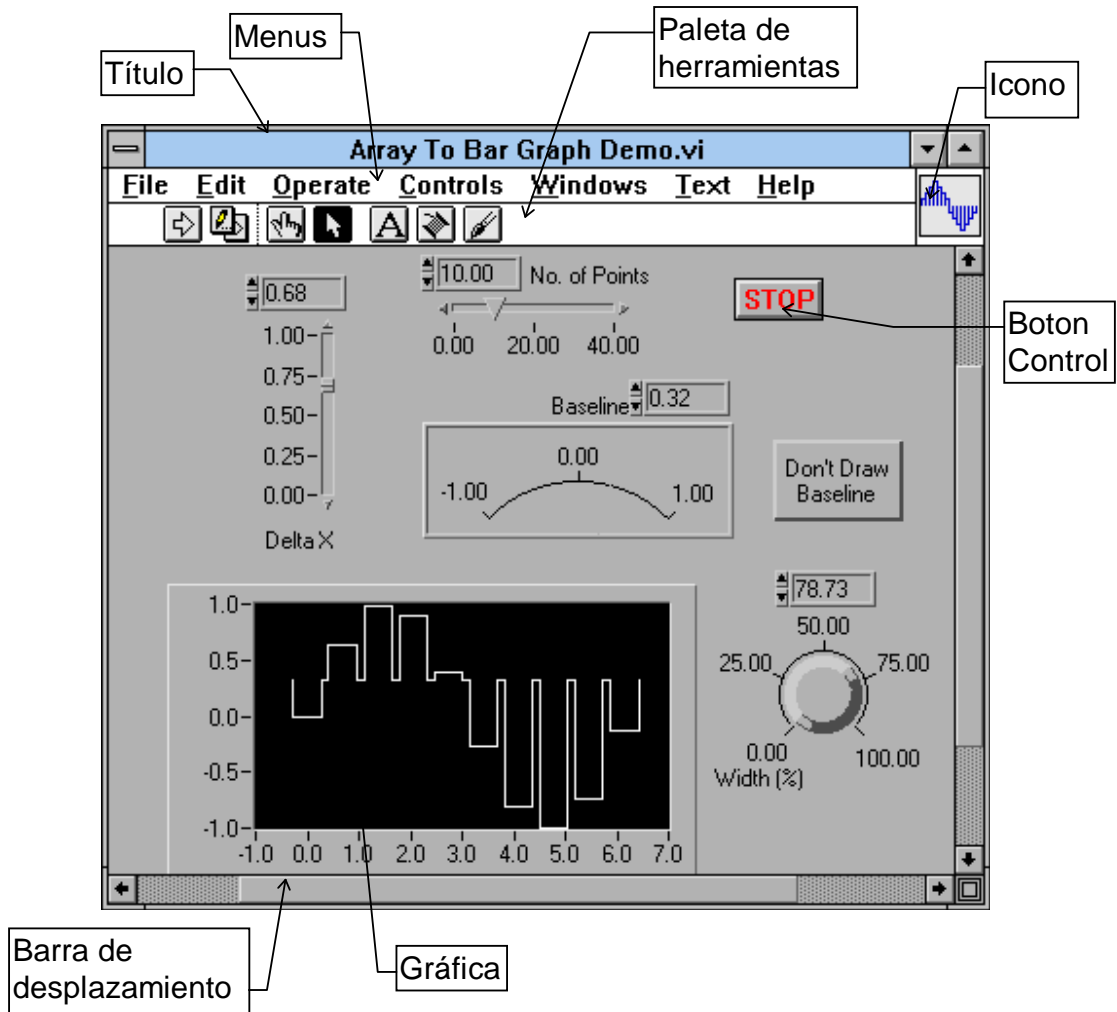 Menus
Paleta de
herramientas
Título
Icono
Array To Bar Graph Demo.vi
File Edit Operate Controls Windows Text Help
A
10.00 No. of Points
0.68
STOP
0.00 20.00 40.00
Boton
Control
1.00
0.75
0.50
0.25
0.00
Delta X
Baseline 0.32
0.00
-1.00 1.00
Don't Draw
Baseline
78.73
50.00
25.00 75.00
0.00 100.00
Width (%)
1.0
0.5
0.0
-0.5
-1.0
-1.0 0.0 1.0 2.0 3.0 4.0 5.0 6.0 7.0
Barra de
desplazamiento
Gráfica